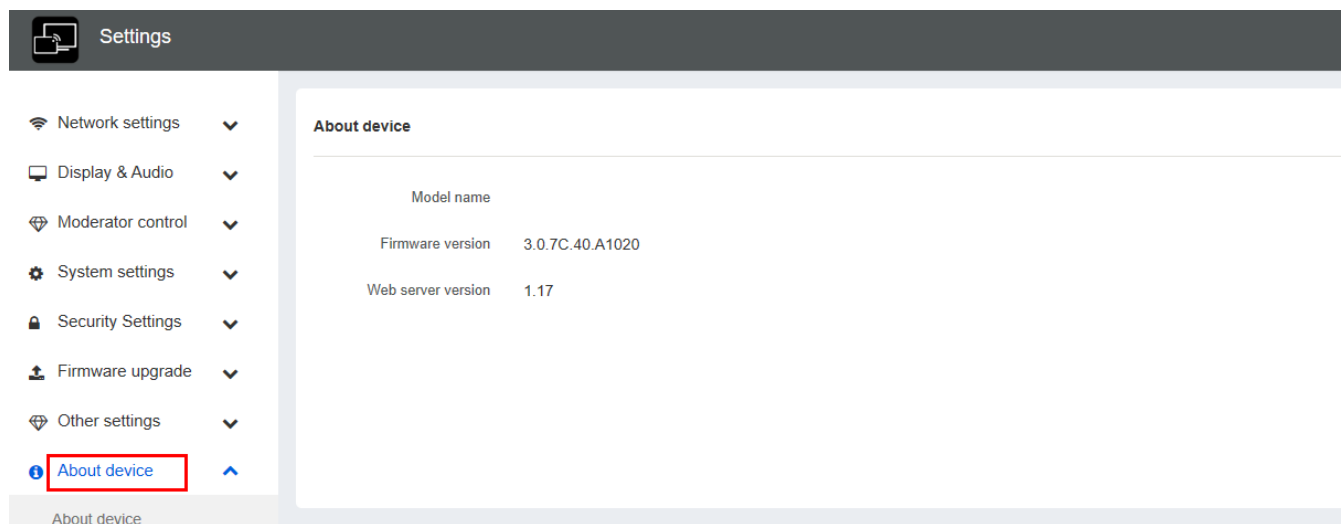 Settings
Network settings
Display & Audio
Moderator control
System settings
Security Settings
Firmware upgrade
Other settings
About device
About device
About device
Model name
Firmware version 3.0.7C.40.A1020
Web server version 1.17